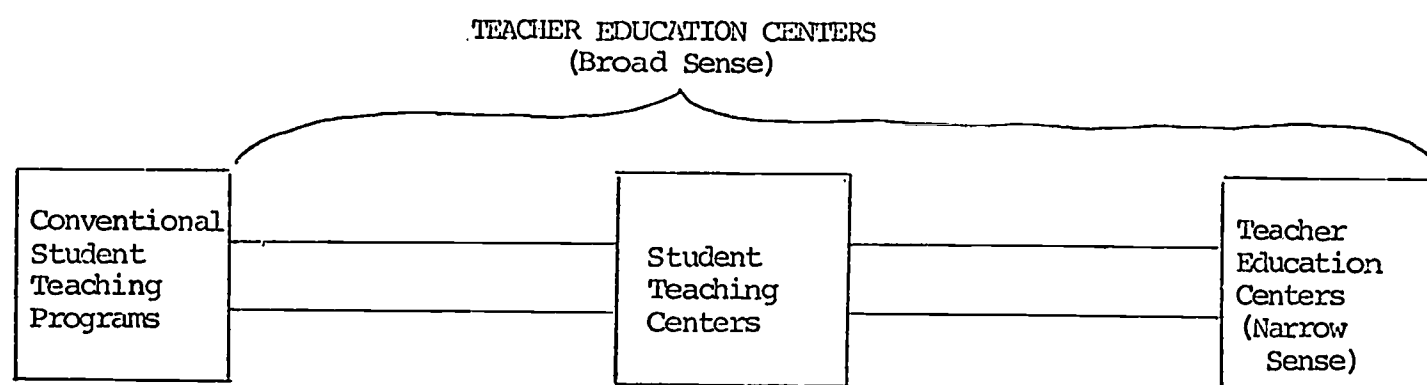 TEACHER EDUCATION CENTERS
(Broad Sense)
Conventional
Student
Teaching
Programs
Student
Teaching
Centers
Teacher
Education
Centers
(Narrow
Sense)